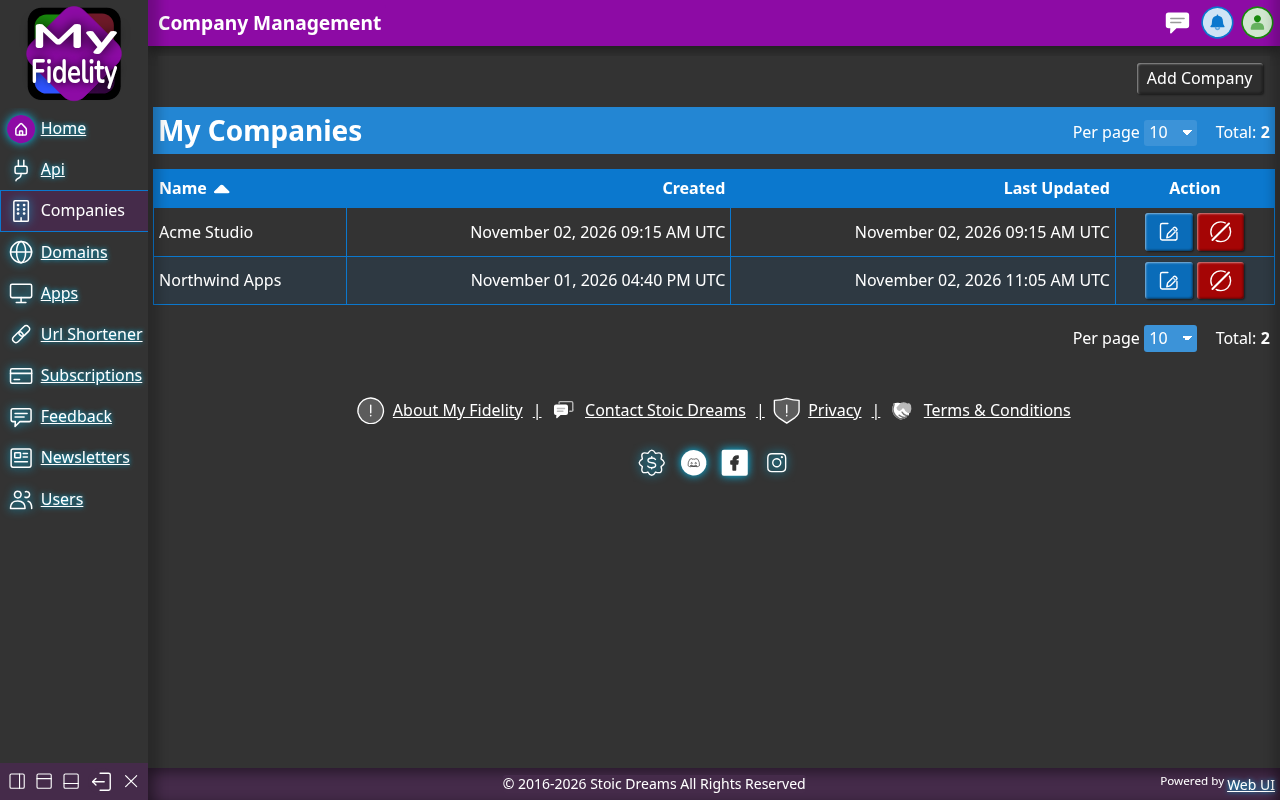 My
Fidelity
Company Management
Home
Api
Companies
Domains
Apps
Url Shortener
Subscriptions
Feedback
Newsletters
Users
Add Company
My Companies
Per page 10 Total: 2
Name Created Last Updated Action
Acme Studio November 02, 2026 09:15 AM UTC November 02, 2026 09:15 AM UTC
Northwind Apps November 01, 2026 04:40 PM UTC November 02, 2026 11:05 AM UTC
Per page 10 Total: 2
About My Fidelity | Contact Stoic Dreams | Privacy | Terms & Conditions
© 2016-2026 Stoic Dreams All Rights Reserved
Powered by Web UI